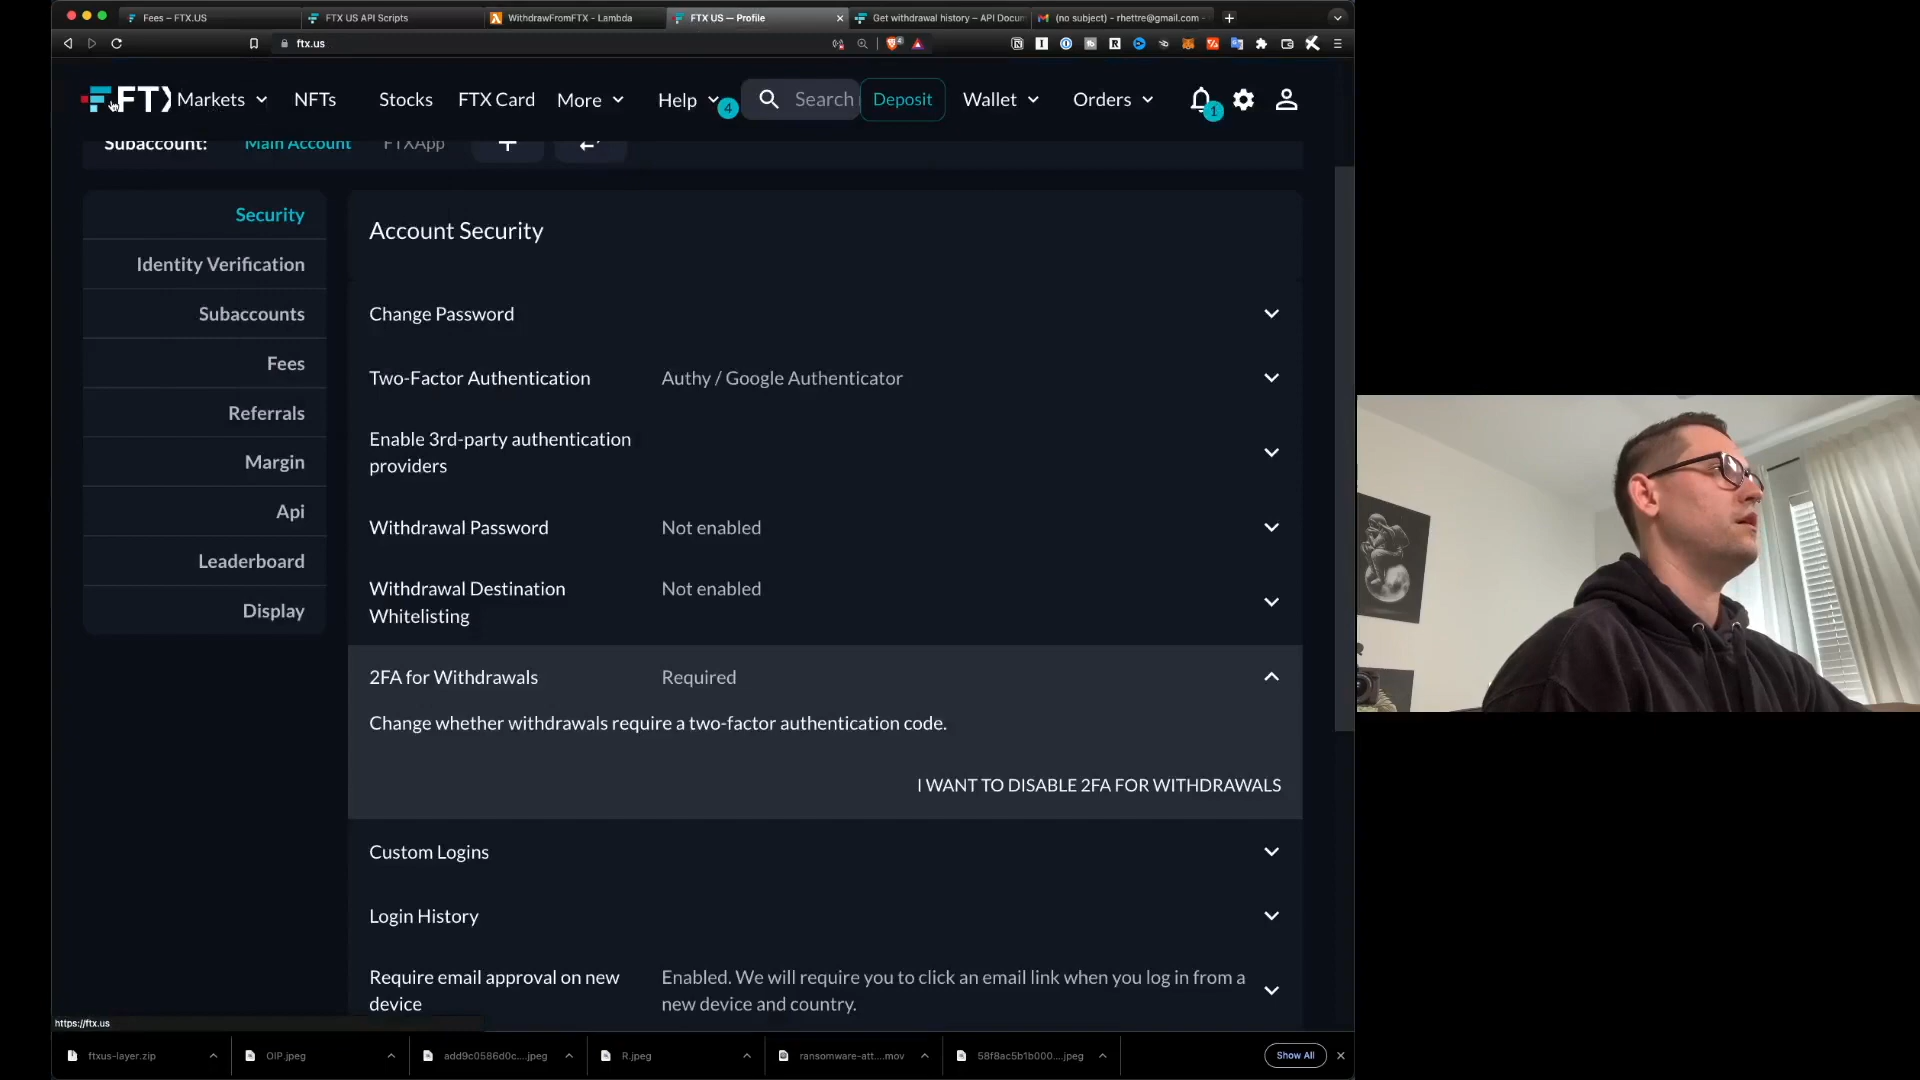 Fees – FTX.US
FTX US API Scripts
WithdrawFromFTX - Lambda
FTX US — Profile
Get withdrawal history – API Docum
(no subject) - rhettre@gmail.com -
ftx.us
FTX
Markets
NFTs
Stocks
FTX Card
More
Help
4
Search
Deposit
Wallet
Orders
1
Subaccount:
Main Account
FTXApp
Security
Identity Verification
Subaccounts
Fees
Referrals
Margin
Api
Leaderboard
Display
Account Security
Change Password
Two-Factor Authentication
Authy / Google Authenticator
Enable 3rd-party authentication
providers
Withdrawal Password
Not enabled
Withdrawal Destination
Whitelisting
Not enabled
2FA for Withdrawals
Required
Change whether withdrawals require a two-factor authentication code.
I WANT TO DISABLE 2FA FOR WITHDRAWALS
Custom Logins
Login History
Require email approval on new
device
Enabled. We will require you to click an email link when you log in from a
new device and country.
https://ftx.us
ftxus-layer.zip
OIP.jpeg
add9c0586d0c....jpeg
R.jpeg
ransomware-att....mov
58f8ac5b1b000....jpeg
Show All